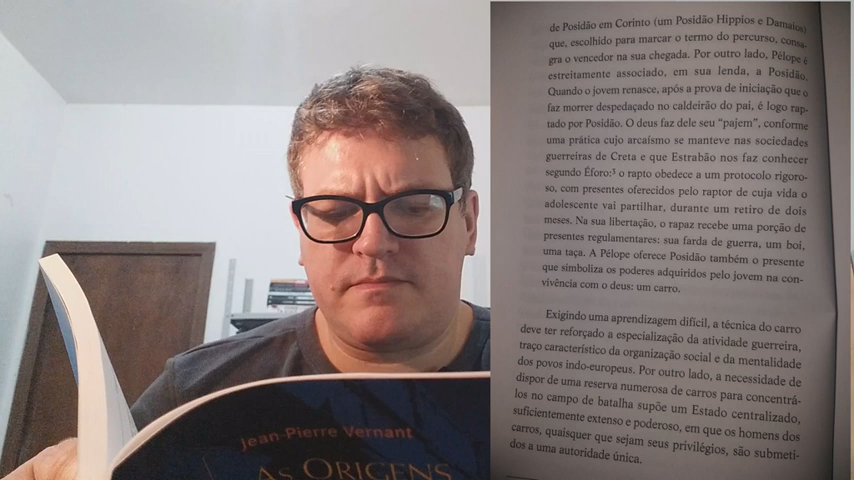 Jean-Pierre Vernant
AS ORIGENS
de Posidão em Corinto (um Posidão Hippios e Damaios)
que, escolhido para marcar o termo do percurso, consa-
gra o vencedor na sua chegada. Por outro lado, Pélope é
estreitamente associado, em sua lenda, a Posidão.
Quando o jovem renasce, após a prova de iniciação que o
faz morrer despedaçado no caldeirão do pai, é logo rap-
tado por Posidão. O deus faz dele seu “pajem”, conforme
uma prática cujo arcaísmo se manteve nas sociedades
guerreiras de Creta e que Estrabão nos faz conhecer
segundo Éforo:⁵ o rapto obedece a um protocolo rigoro-
so, com presentes oferecidos pelo raptor de cuja vida o
adolescente vai partilhar, durante um retiro de dois
meses. Na sua libertação, o rapaz recebe uma porção de
presentes regulamentares: sua farda de guerra, um boi,
uma taça. A Pélope oferece Posidão também o presente
que simboliza os poderes adquiridos pelo jovem na con-
vivência com o deus: um carro.
Exigindo uma aprendizagem difícil, a técnica do carro
deve ter reforçado a especialização da atividade guerreira,
traço característico da organização social e da mentalidade
dos povos indo-europeus. Por outro lado, a necessidade de
dispor de uma reserva numerosa de carros para concentrá-
los no campo de batalha supõe um Estado centralizado,
suficientemente extenso e poderoso, em que os homens dos
carros, quaisquer que sejam seus privilégios, são submeti-
dos a uma autoridade única.